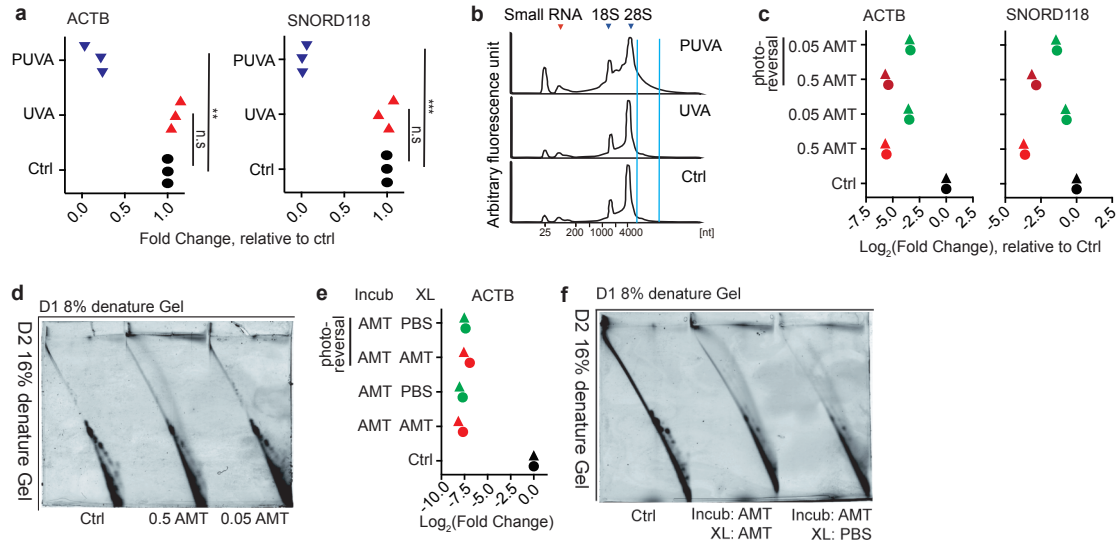 a
ACTB
SNORD118
PUVA
UVA
Ctrl
**
n.s
0.0
0.5
1.0
PUVA
UVA
Ctrl
***
n.s
0.0
0.5
1.0
Fold Change, relative to ctrl
b
Small RNA 18S 28S
Arbitrary fluorescence unit
PUVA
UVA
Ctrl
25 200 1000 4000 [nt]
c
ACTB
SNORD118
photo-
reversal
0.05 AMT
0.5 AMT
0.05 AMT
0.5 AMT
Ctrl
-7.5
-5.0
-2.5
0.0
2.5
-5.0
-2.5
0.0
2.5
Log2(Fold Change), relative to Ctrl
d
D1 8% denature Gel
D2 16% denature Gel
Ctrl 0.5 AMT 0.05 AMT
e
Incub XL ACTB
photo-
reversal
AMT PBS
AMT AMT
AMT PBS
AMT AMT
Ctrl
-10.0
-7.5
-5.0
-2.5
0.0
Log2(Fold Change)
f
D1 8% denature Gel
D2 16% denature Gel
Ctrl
Incub: AMT
XL: AMT
Incub: AMT
XL: PBS